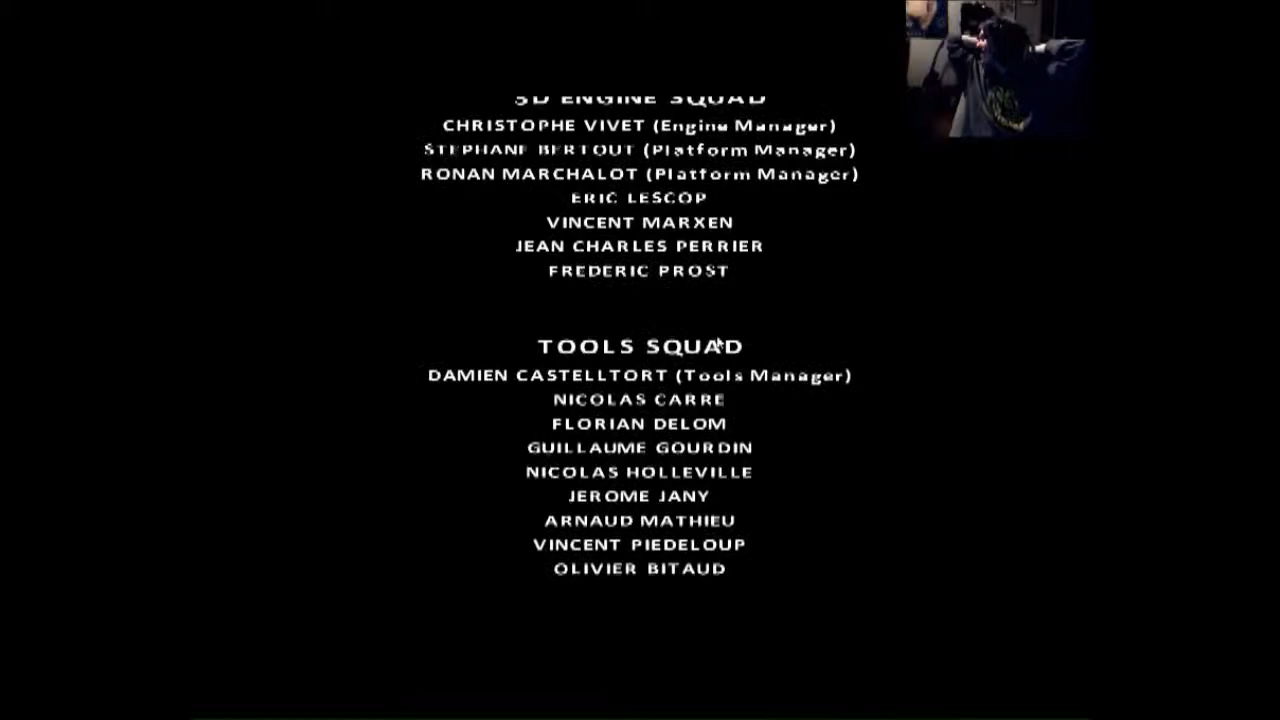 3D ENGINE SQUAD
CHRISTOPHE VIVET (Engine Manager)
STEPHANE BERTOUT (Platform Manager)
RONAN MARCHALOT (Platform Manager)
ERIC LESCOP
VINCENT MARXEN
JEAN CHARLES PERRIER
FREDERIC PROST
TOOLS SQUAD
DAMIEN CASTELLTORT (Tools Manager)
NICOLAS CARRE
FLORIAN DELOM
GUILLAUME GOURDIN
NICOLAS HOLLEVILLE
JEROME JANY
ARNAUD MATHIEU
VINCENT PIEDELOUP
OLIVIER BITAUD